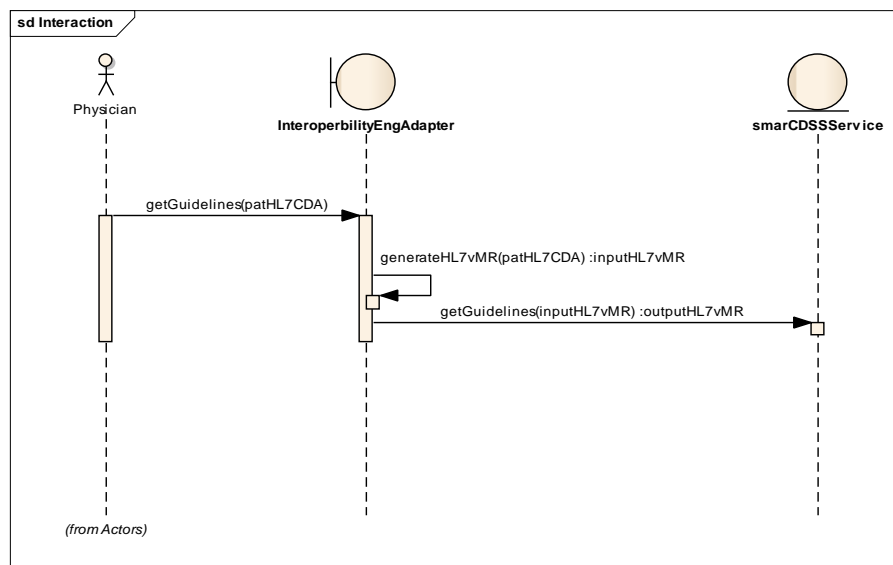 sd Interaction
Physician
InteroperbilityEngAdapter
smarCDSSService
getGuidelines(patHL7CDA)
generateHL7vMR(patHL7CDA) :inputHL7vMR
getGuidelines(inputHL7vMR) :outputHL7vMR
(from Actors)